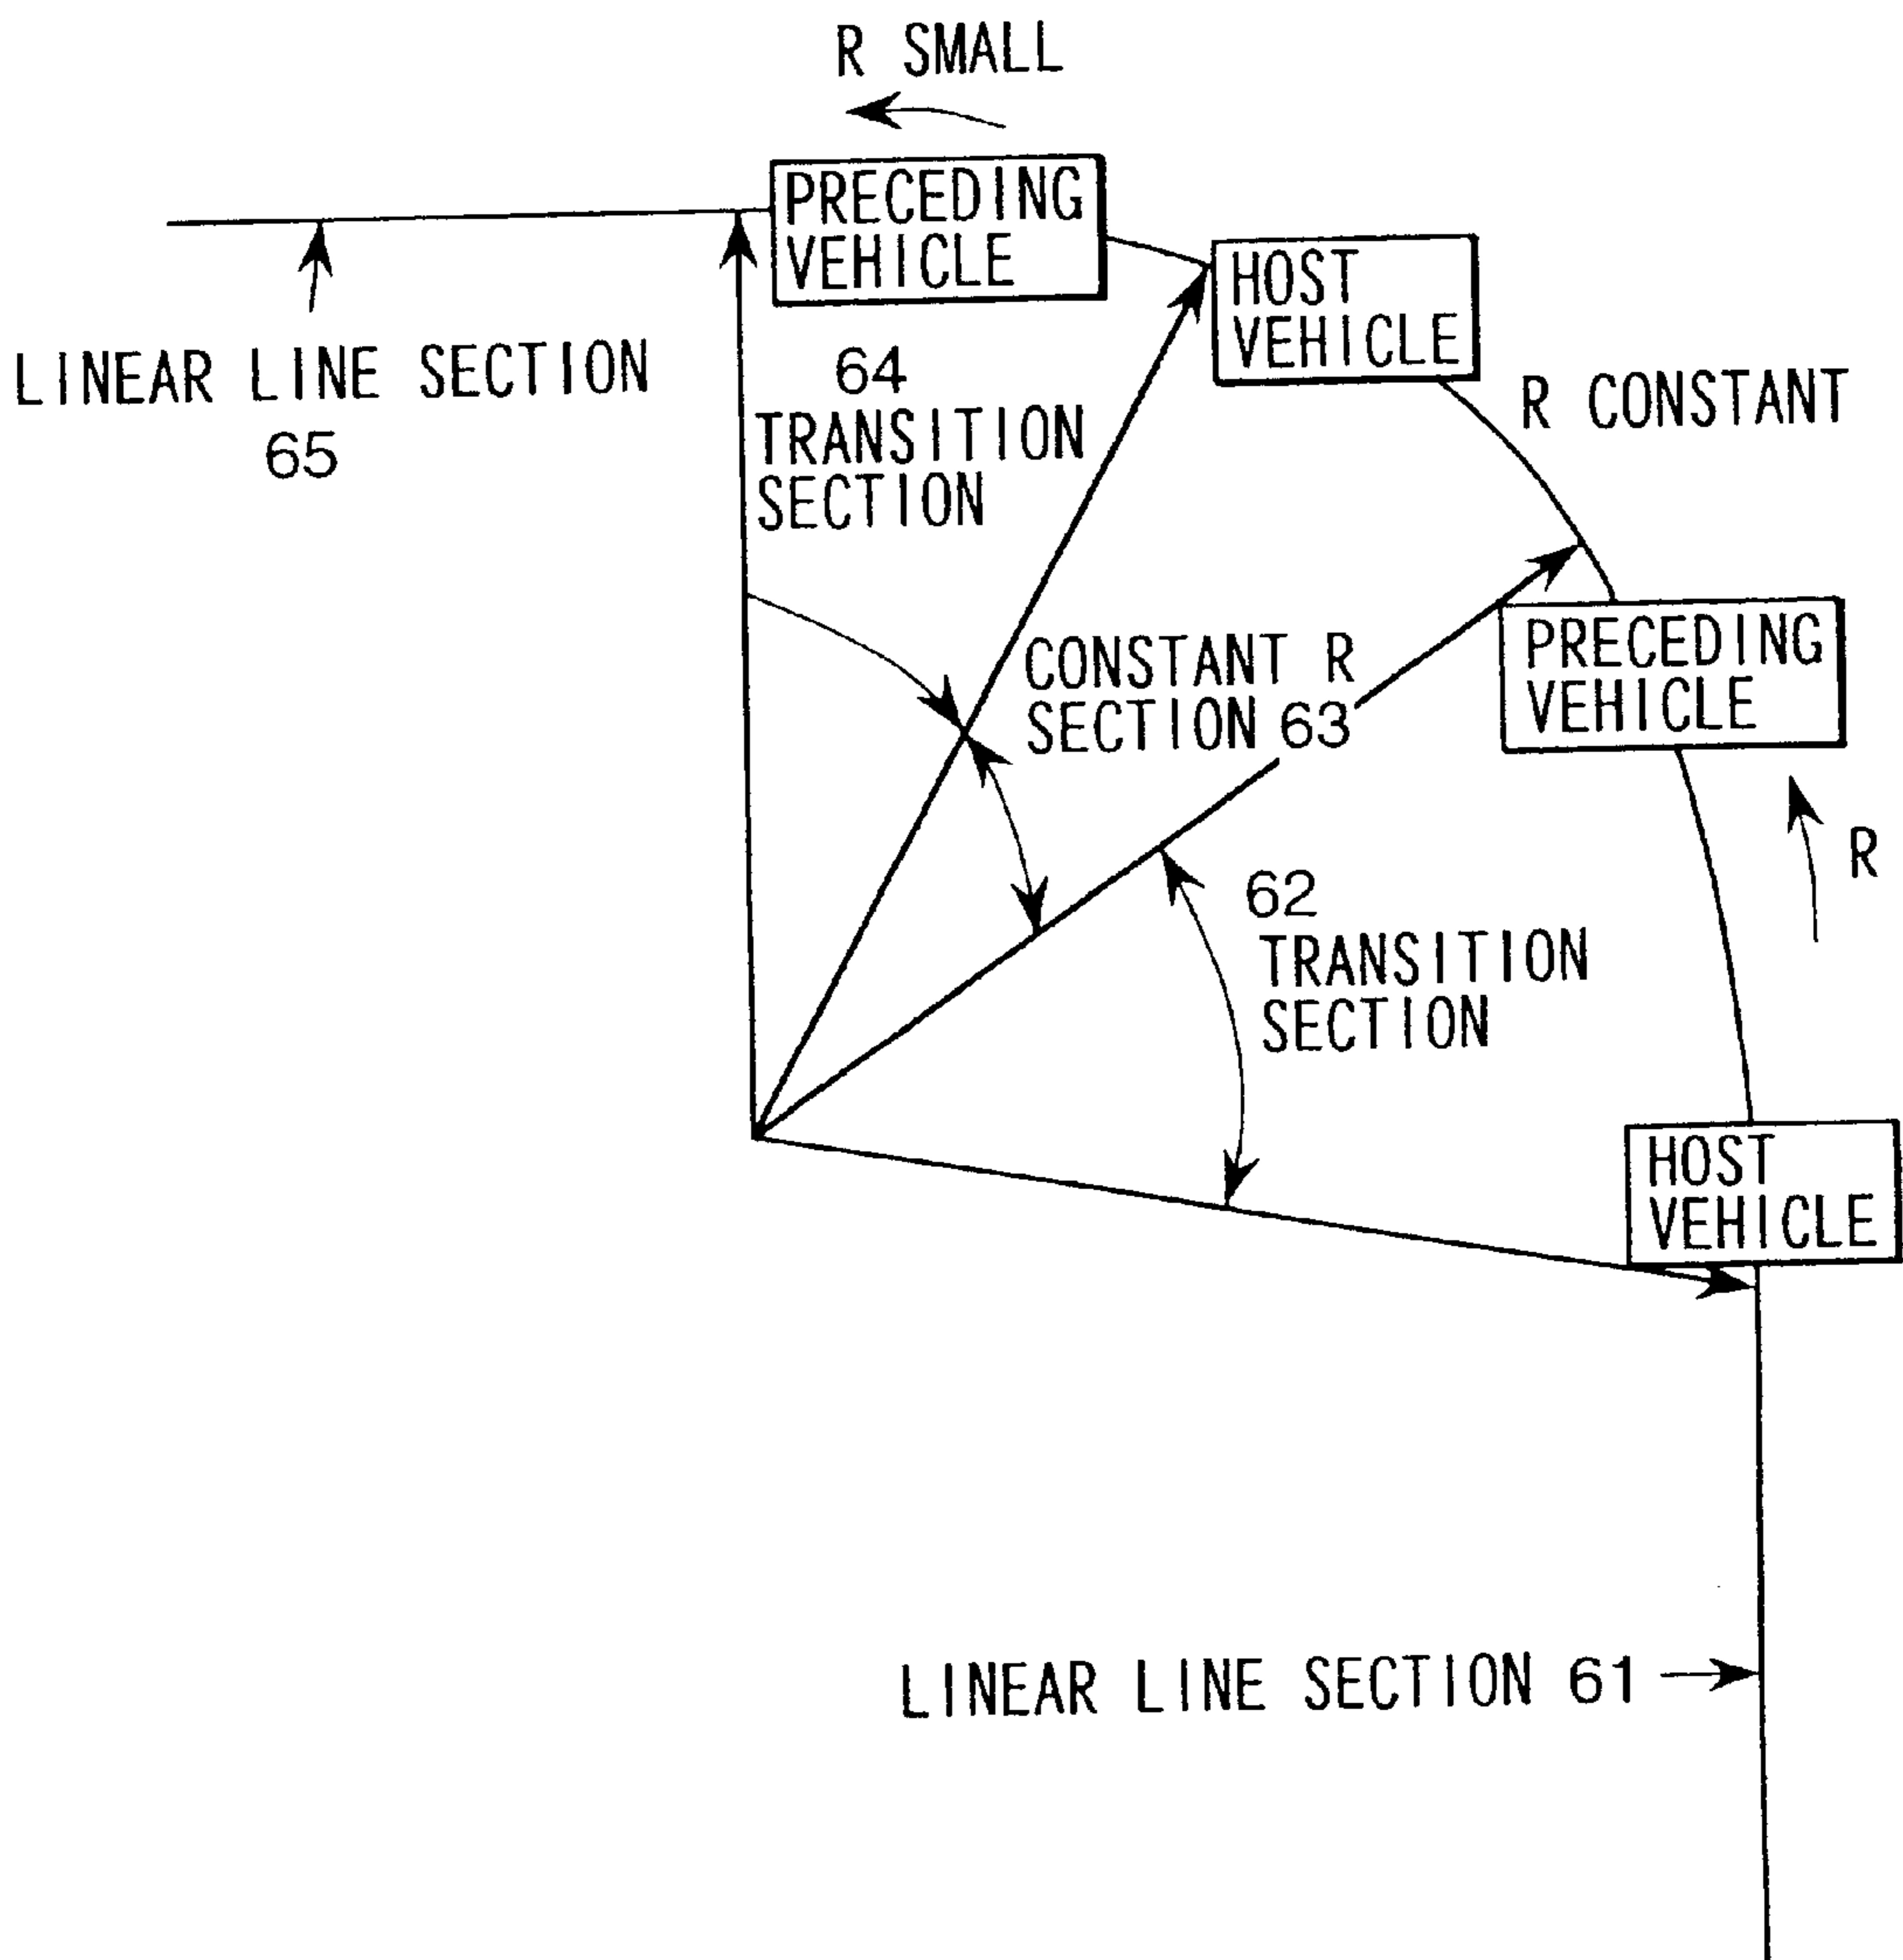 R SMALL
PRECEDING
VEHICLE
HOST
VEHICLE
LINEAR LINE SECTION
65
64
TRANSITION
SECTION
R CONSTANT
CONSTANT R
SECTION 63
PRECEDING
VEHICLE
R
62
TRANSITION
SECTION
HOST
VEHICLE
LINEAR LINE SECTION 61